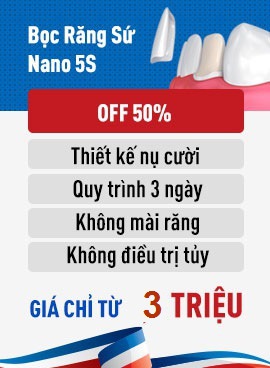 Bọc Răng Sứ
Nano 5S
OFF 50%
Thiết kế nụ cười
Quy trình 3 ngày
Không mài răng
Không điều trị tủy
GIÁ CHỈ TỪ 3 TRIỆU